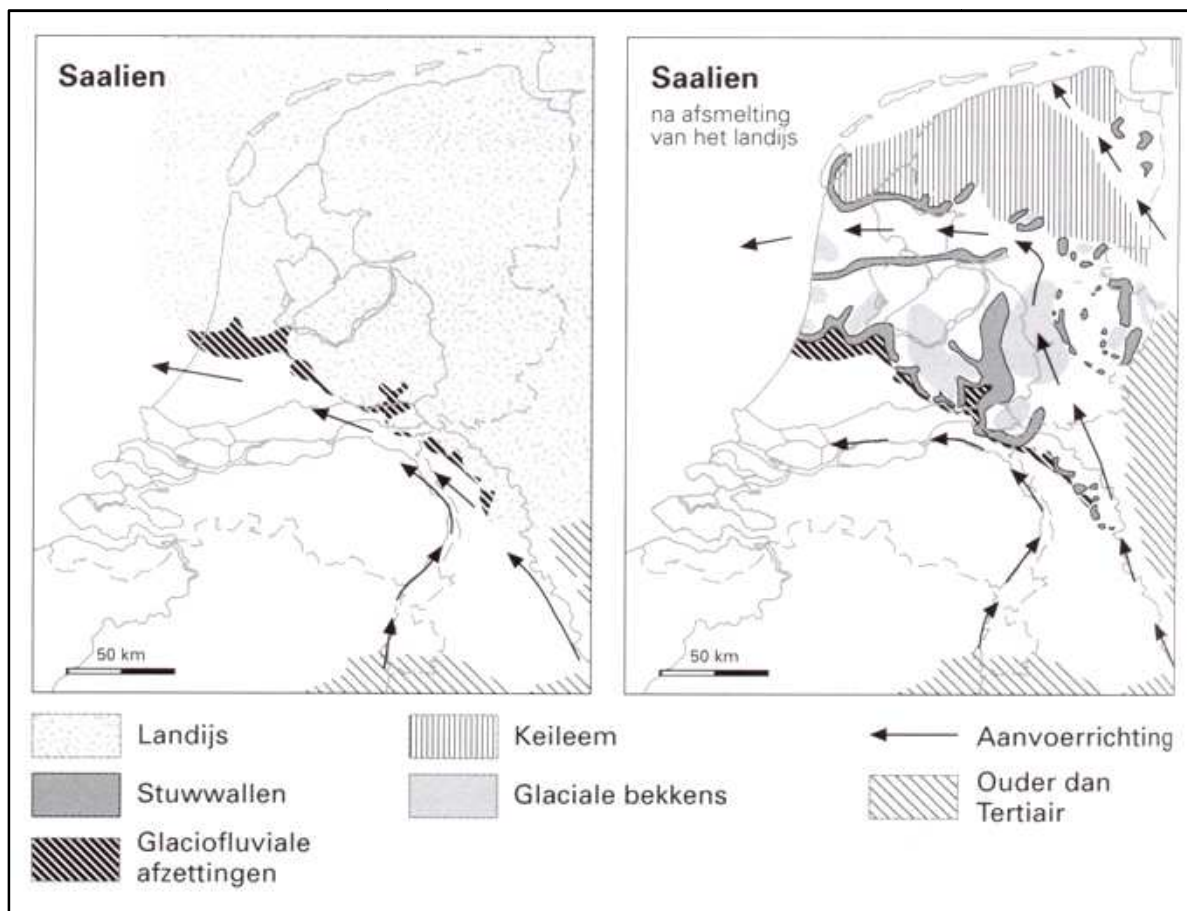 Saalien
50 km
Saalien
na afsmelting
van het landijs
50 km
Landijs
Stuwwallen
Glaciofluviale
afzettingen
Keileem
Glaciale bekkens
Aanvoerrichting
Ouder dan
Tertiair